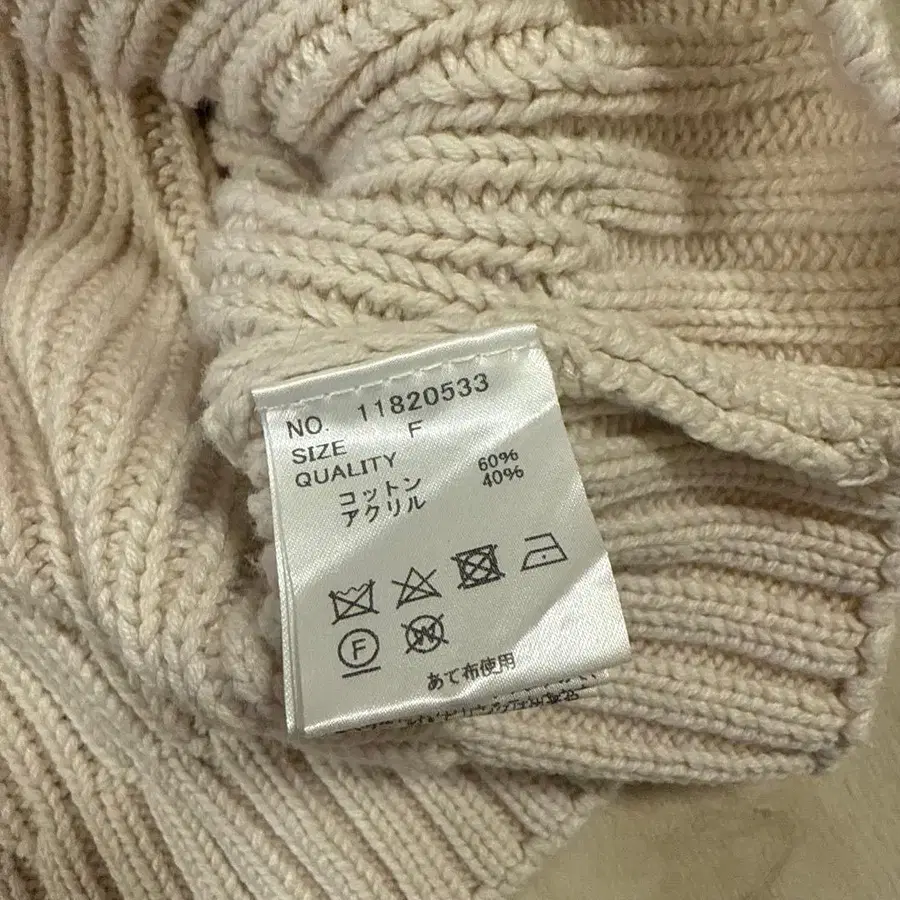 NO. 11820533
SIZE F
QUALITY
コットン 60%
アクリル 40%
F
W
あて布使用